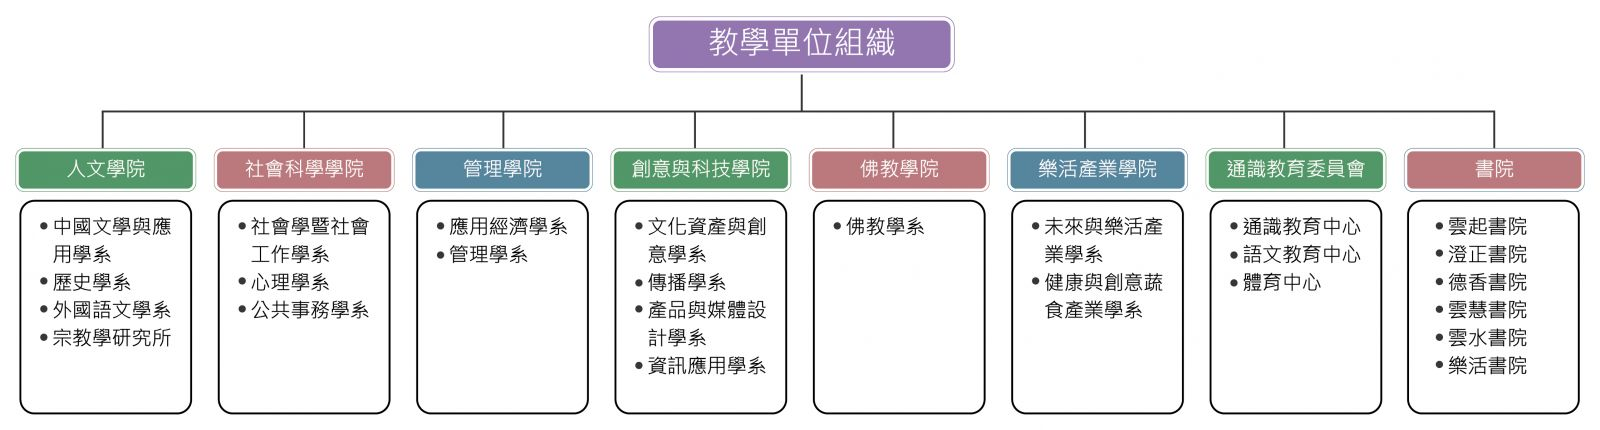 教學單位組織
人文學院
• 中國文學與應
用學系
• 歷史學系
• 外國語文學系
• 宗教學研究所
社會科學學院
• 社會學暨社會
工作學系
• 心理學系
• 公共事務學系
管理學院
• 應用經濟學系
• 管理學系
創意與科技學院
• 文化資產與創
意學系
• 傳播學系
• 產品與媒體設
計學系
• 資訊應用學系
佛教學院
• 佛教學系
樂活產業學院
• 未來與樂活產
業學系
• 健康與創意蔬
食產業學系
通識教育委員會
• 通識教育中心
• 語文教育中心
• 體育中心
書院
• 雲起書院
• 澄正書院
• 德香書院
• 雲慧書院
• 雲水書院
• 樂活書院